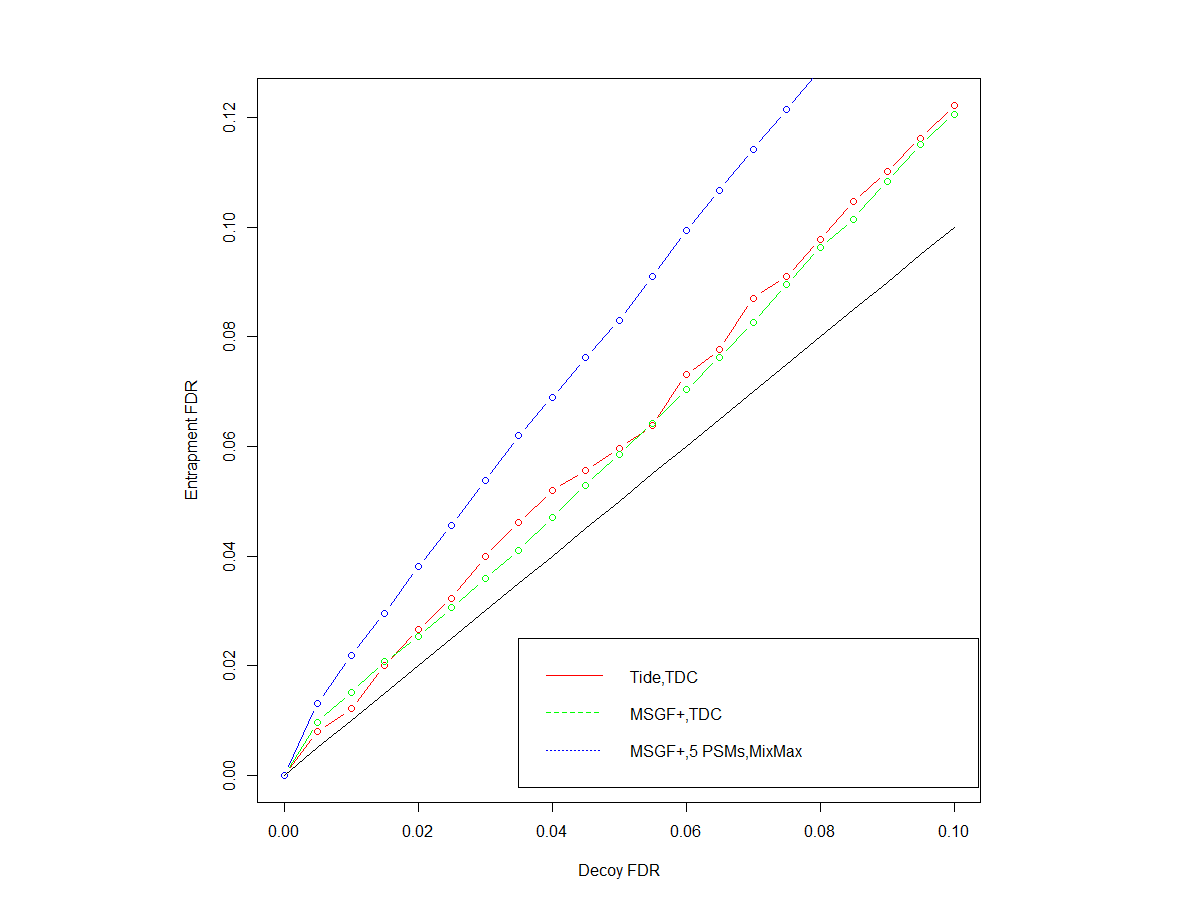 0.12
0.10
0.08
0.06
0.04
0.02
0.00
Entrapment FDR
Tide,TDC
MSGF+,TDC
MSGF+,5 PSMs,MixMax
0.00 0.02 0.04 0.06 0.08 0.10
Decoy FDR